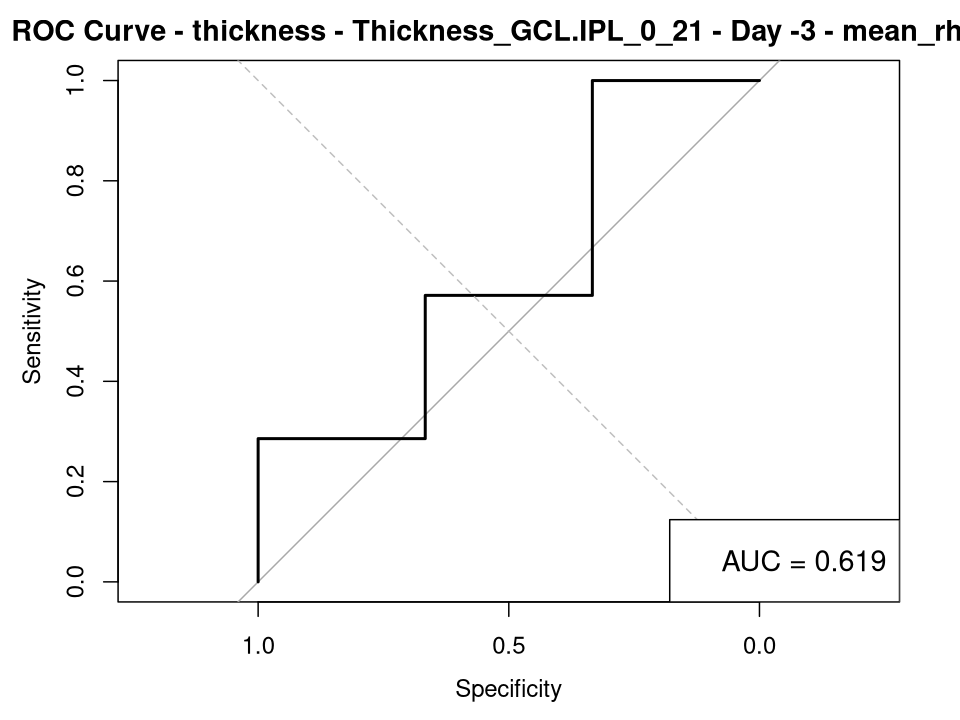 ROC Curve - thickness - Thickness_GCL.IPL_0_21 - Day -3 - mean_rh
1.0
0.8
0.6
0.4
0.2
0.0
Sensitivity
AUC = 0.619
1.0 0.5 0.0
Specificity